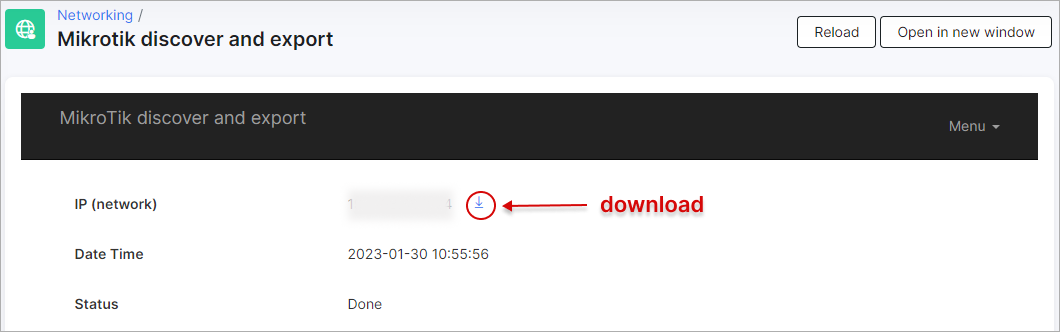 Networking /
Mikrotik discover and export
Reload
Open in new window
MikroTik discover and export
Menu
IP (network)
download
Date Time
2023-01-30 10:55:56
Status
Done